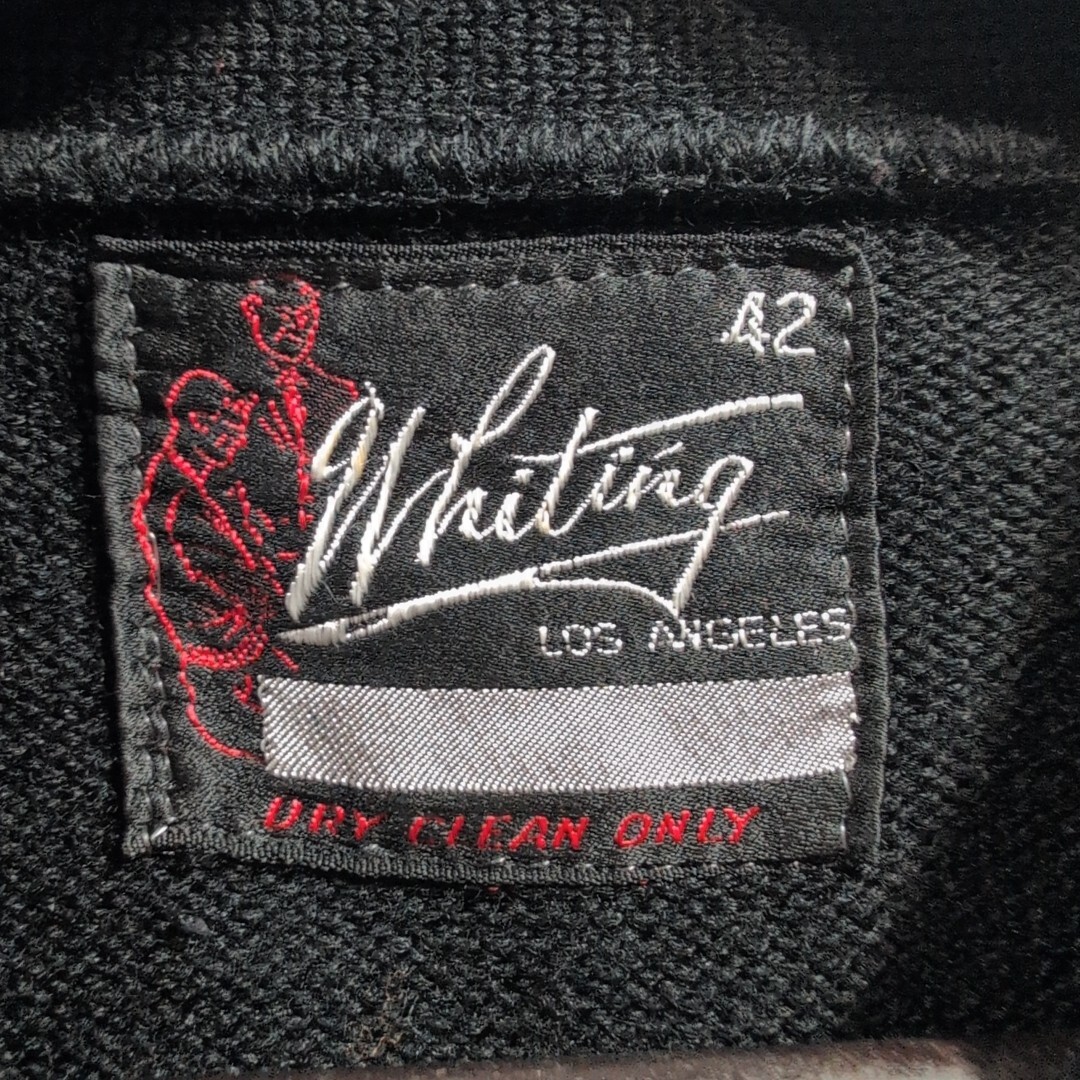 42
Whiting
LOS ANGELES
DRY CLEAN ONLY